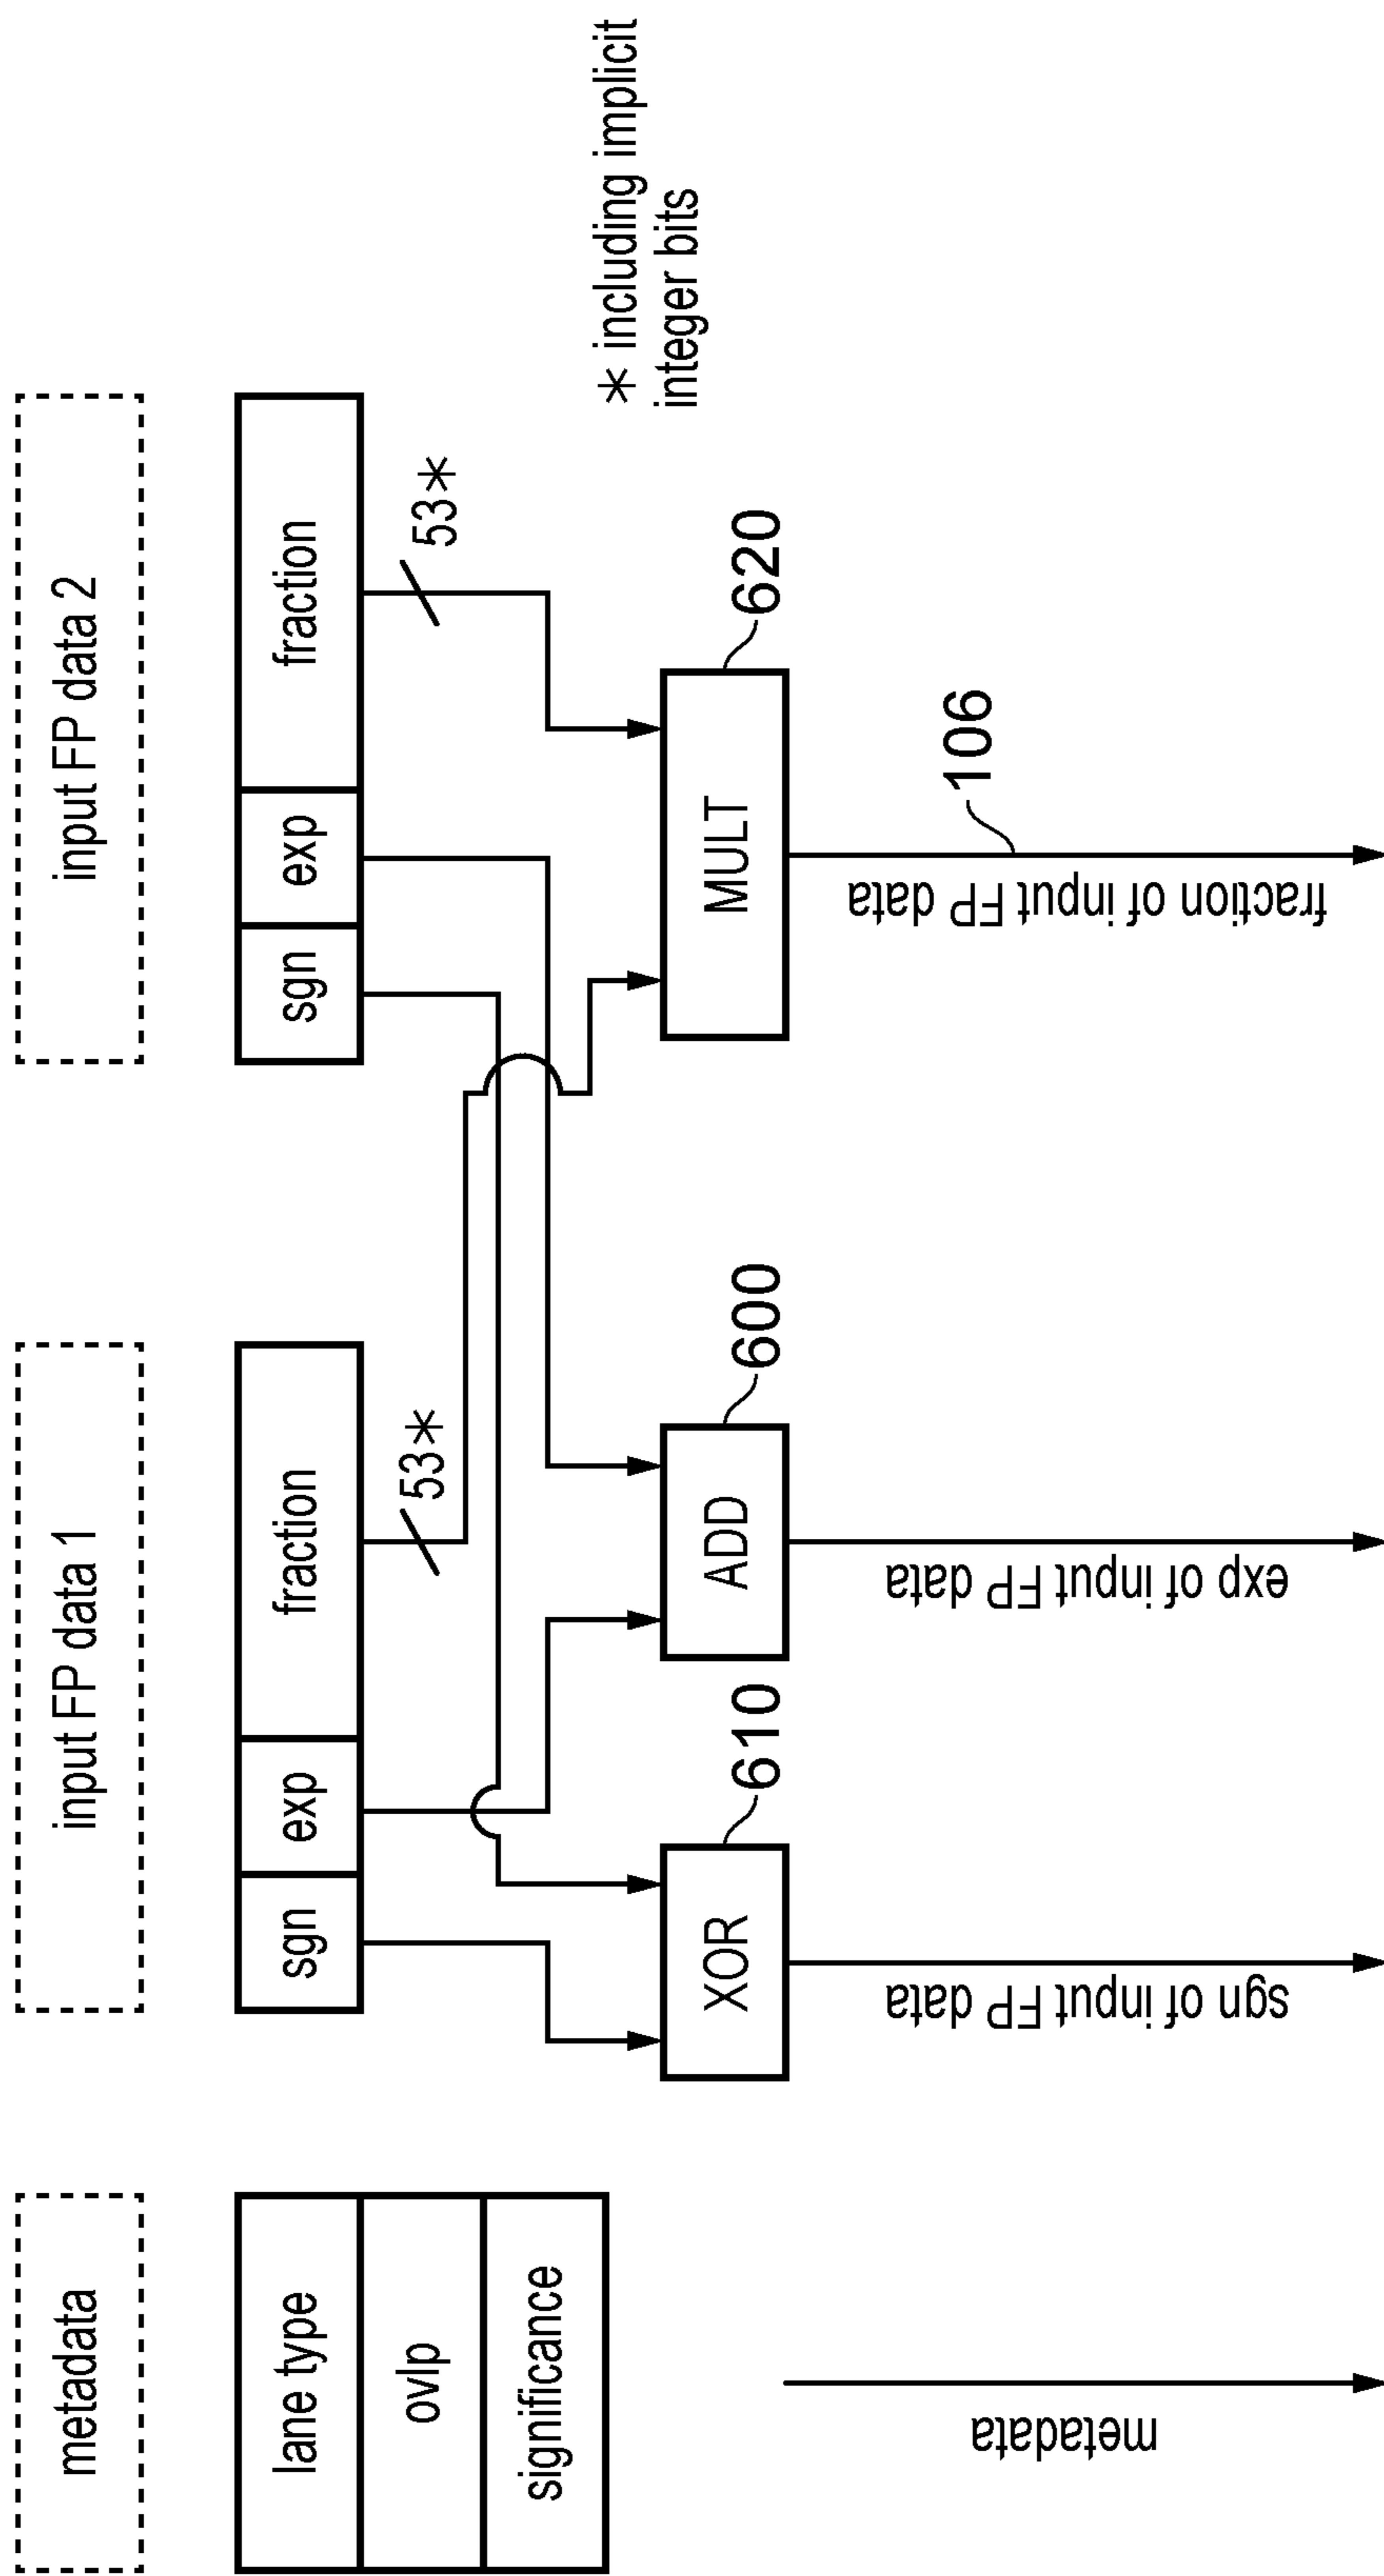 metadata
input FP data 1
input FP data 2
lane type
ovlp
significance
sgn
exp
fraction
sgn
exp
fraction
53*
53*
* including implicit
integer bits
XOR
610
ADD
600
MULT
620
metadata
sgn of input FP data
exp of input FP data
fraction of input FP data
106